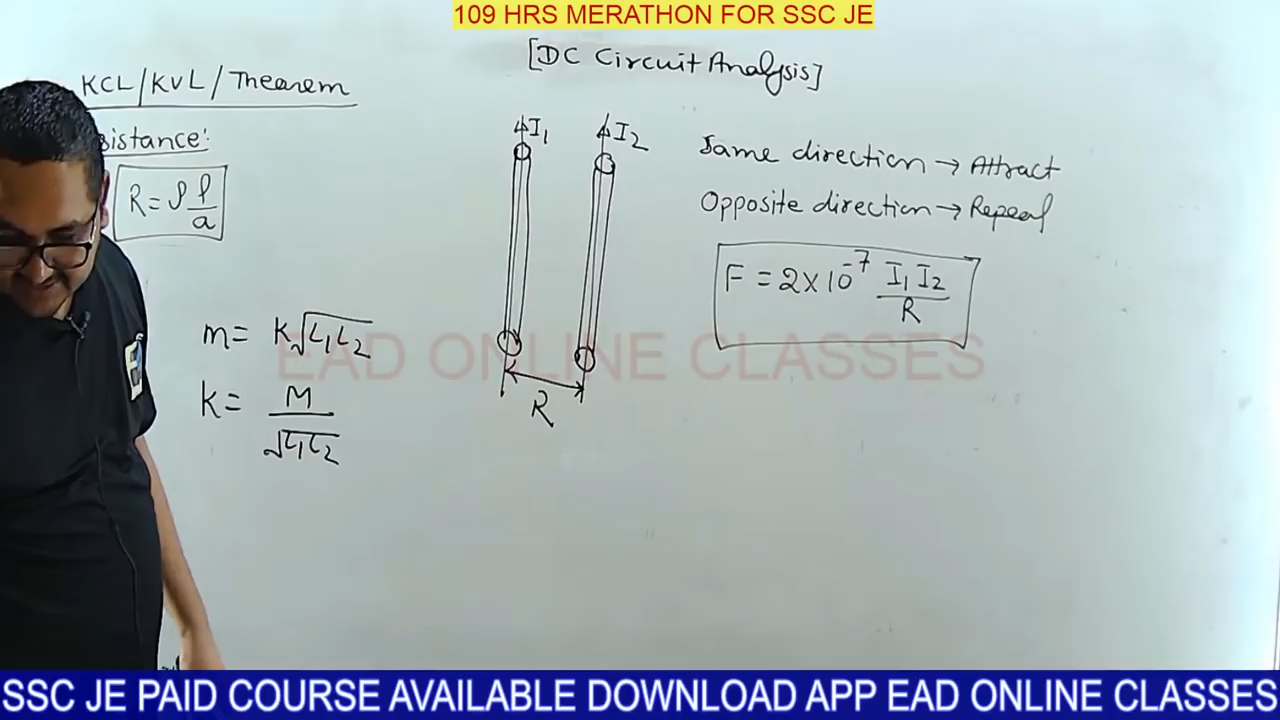 109 HRS MERATHON FOR SSC JE
[DC Circuit Analysis]
KCL/KVL/Theorem
sistance:
R = ρ l/a
I1
I2
Same direction → Attract
Opposite direction → Repeal
F = 2×10^-7 I1 I2/R
m = K√L1L2
k = M/√L1L2
R
EAD ONLINE CLASSES
SSC JE PAID COURSE AVAILABLE DOWNLOAD APP EAD ONLINE CLASSES